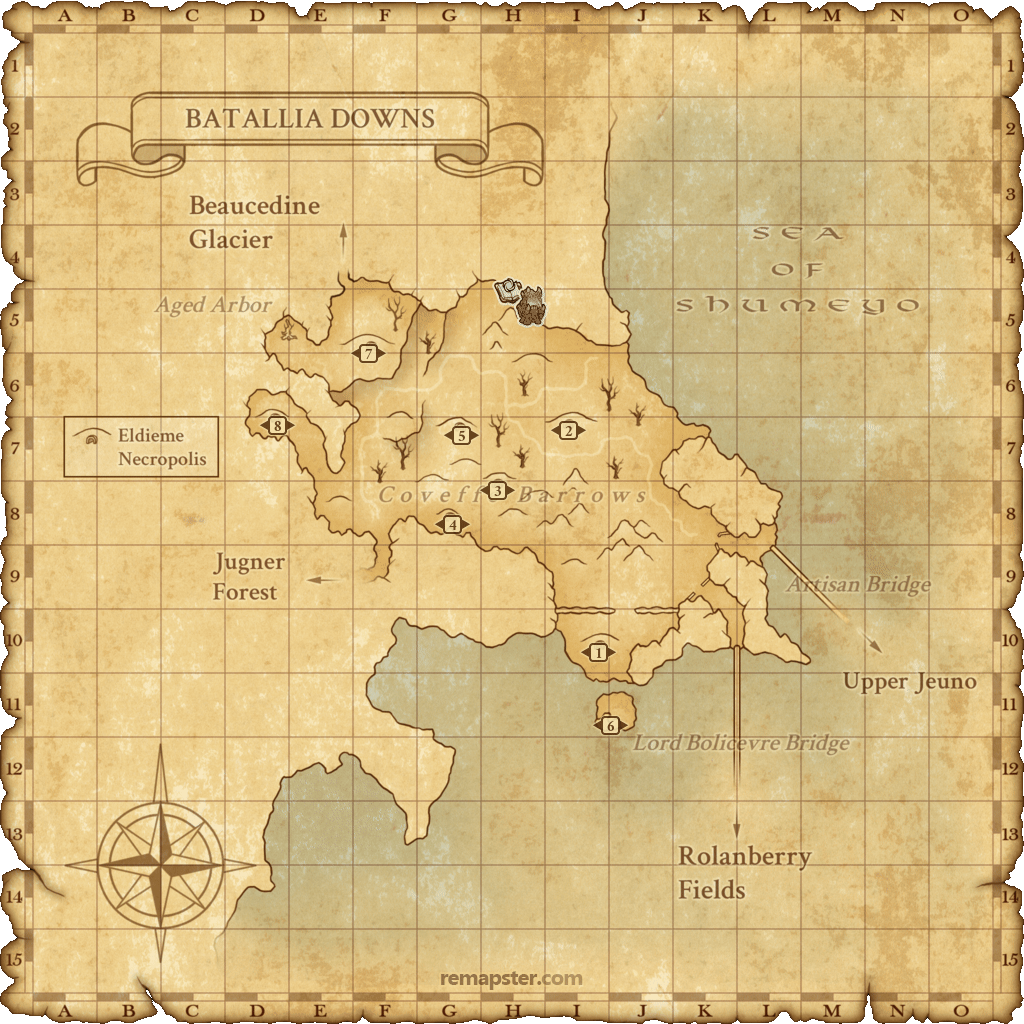 A B C D E F G H I J K L M N O
1 1
2 2
BATALLIA DOWNS
3 3
Beaucedine
Glacier
SEA
OF
SHUMEYO
4 4
Aged Arbor
5 5
7
6 6
8
5
2
Eldieme
Necropolis
7 7
3
Coveff Barrows
4
8 8
Jugner
Forest
9 9
Artisan Bridge
10 10
1
Upper Jeuno
11 11
6
Lord Bolicevre Bridge
12 12
13 13
Rolanberry
Fields
14 14
15 15
remapster.com
A B C D E F G H I J K L M N O